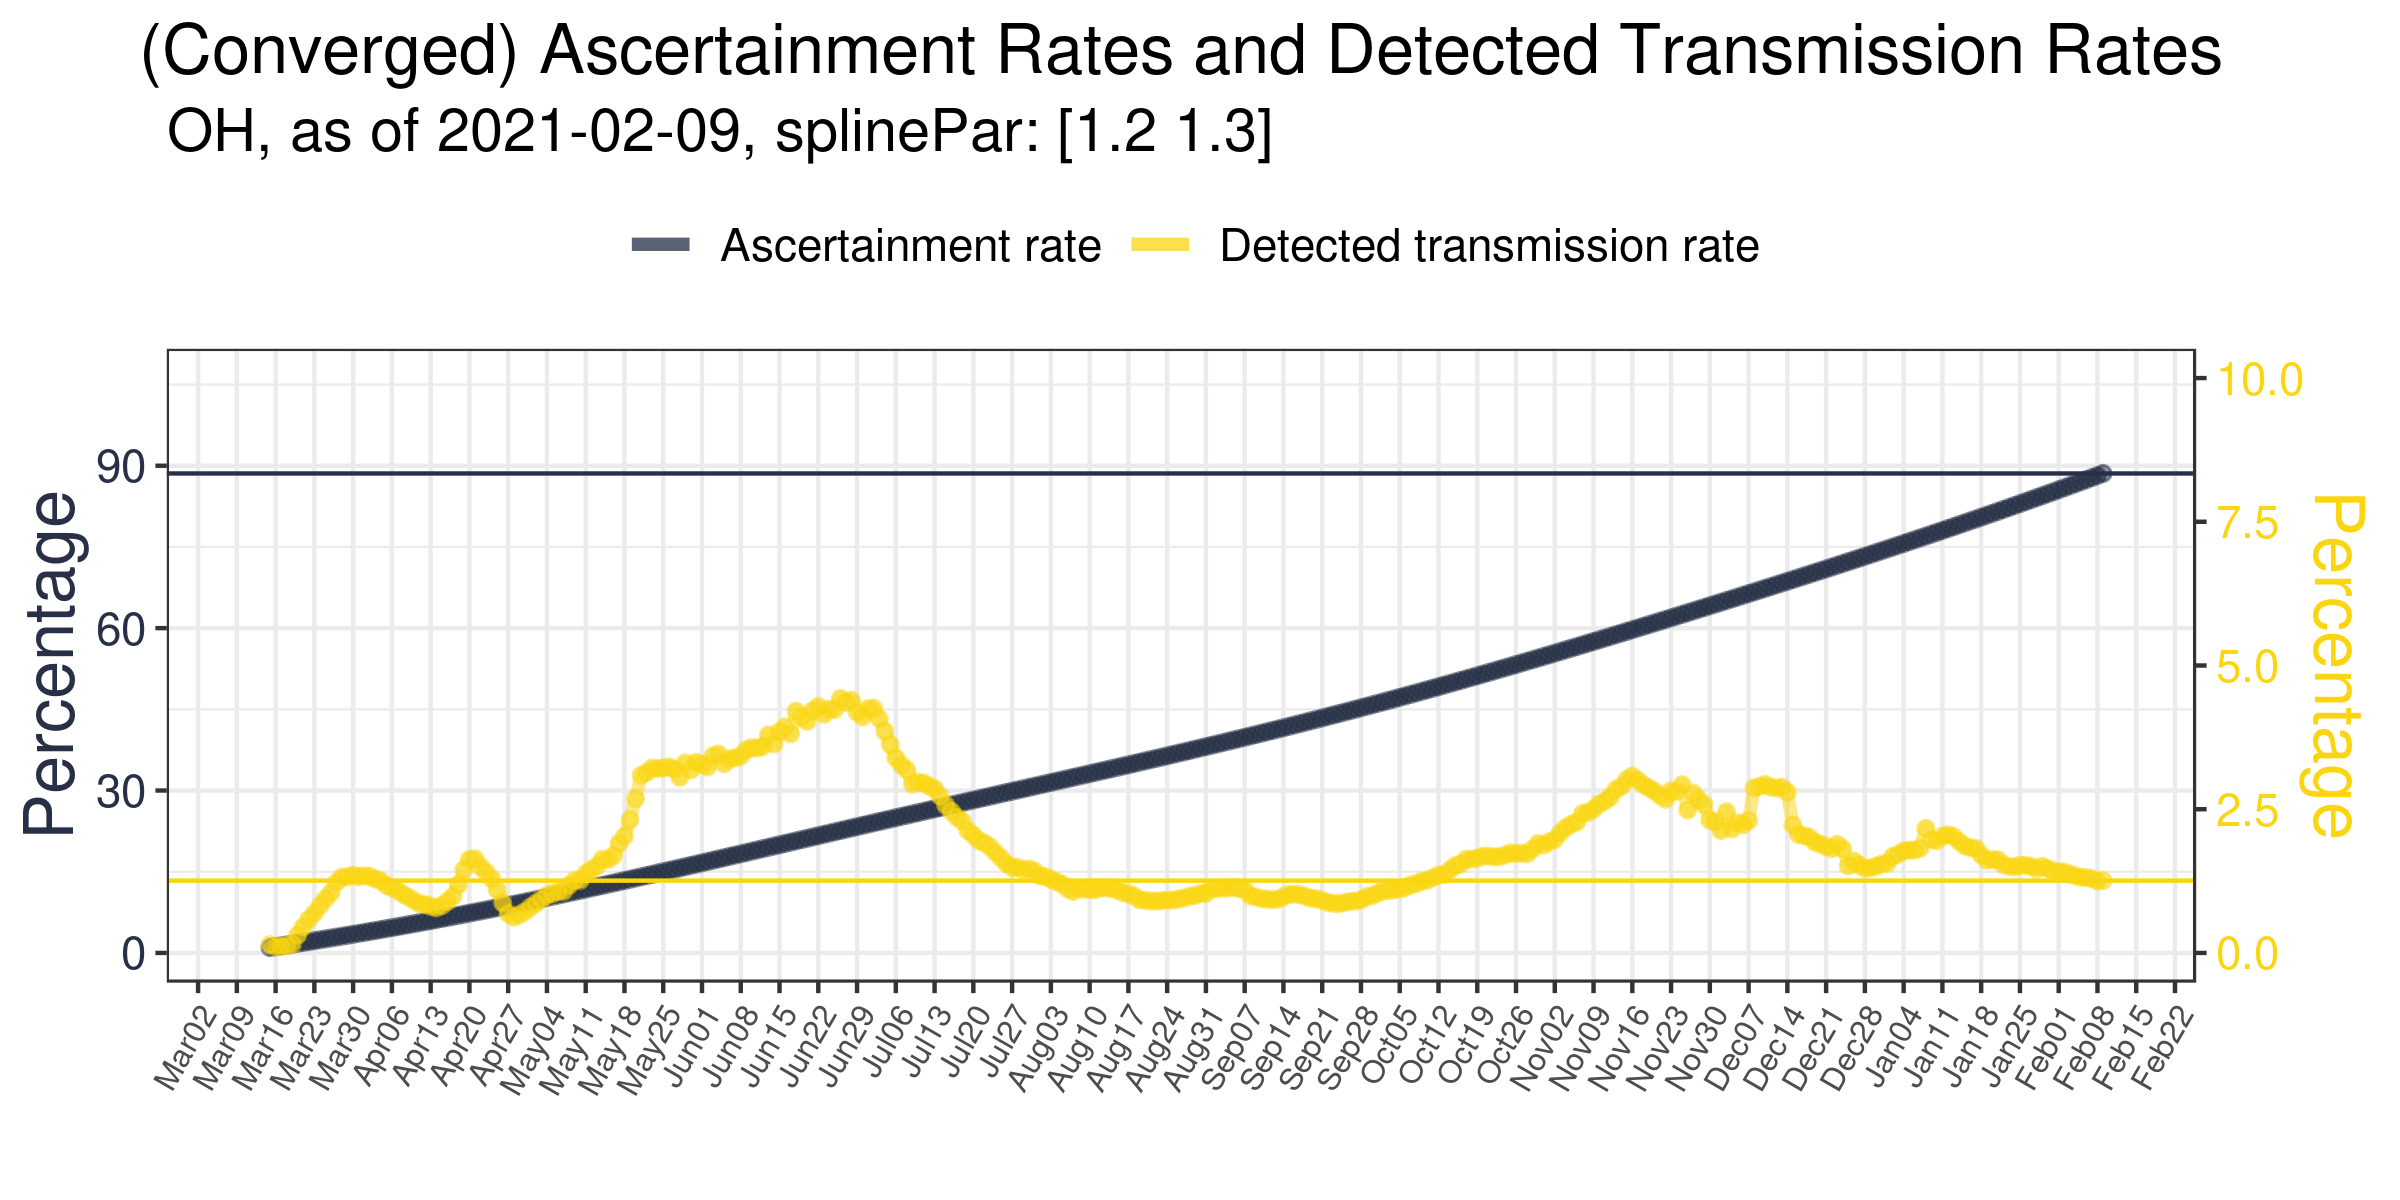 (Converged) Ascertainment Rates and Detected Transmission Rates
OH, as of 2021-02-09, splinePar: [1.2 1.3]
Ascertainment rate
Detected transmission rate
Percentage
90
60
30
0
10.0
7.5
5.0
2.5
0.0
Percentage
Mar02
Mar09
Mar16
Mar23
Mar30
Apr06
Apr13
Apr20
Apr27
May04
May11
May18
May25
Jun01
Jun08
Jun15
Jun22
Jun29
Jul06
Jul13
Jul20
Jul27
Aug03
Aug10
Aug17
Aug24
Aug31
Sep07
Sep14
Sep21
Sep28
Oct05
Oct12
Oct19
Oct26
Nov02
Nov09
Nov16
Nov23
Nov30
Dec07
Dec14
Dec21
Dec28
Jan04
Jan11
Jan18
Jan25
Feb01
Feb08
Feb15
Feb22